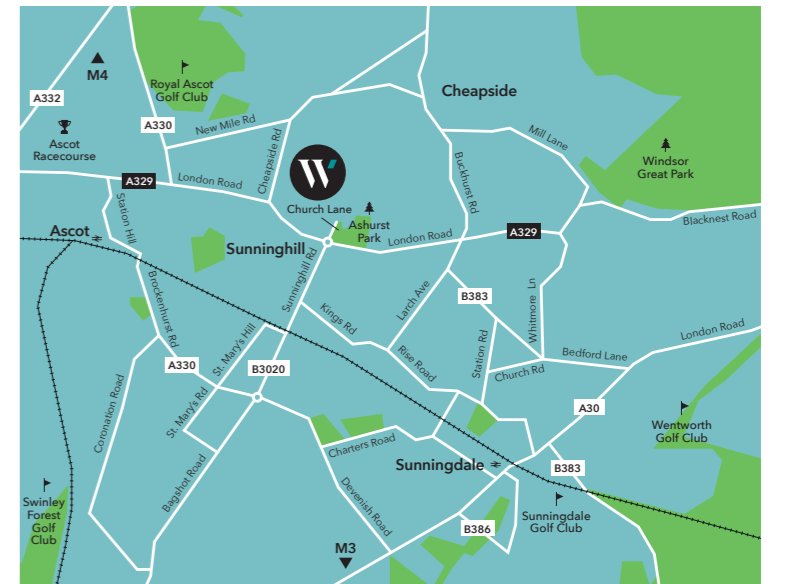 M4
A332
Royal Ascot
Golf Club
A330
New Mile Rd
Cheapside
Mill Lane
Ascot
Racecourse
Cheapside Rd
W
Buckhurst Rd
Windsor
Great Park
A329
London Road
Church Lane
Ashurst
Park
Station Hill
Ascot
Sunninghill
London Road
A329
Blacknest Road
Sunninghill Rd
Brockenhurst Rd
Kings Rd
Larch Ave
B383
Whitmore Ln
London Road
St. Mary's Hill
Station Rd
Rise Road
Bedford Lane
A330
B3020
Church Rd
Coronation Road
St. Mary's Rd
A30
Wentworth
Golf Club
Charters Road
Sunningdale
B383
Bagshot Road
Devenish Road
Swinley
Forest
Golf
Club
Sunningdale
Golf Club
B386
M3